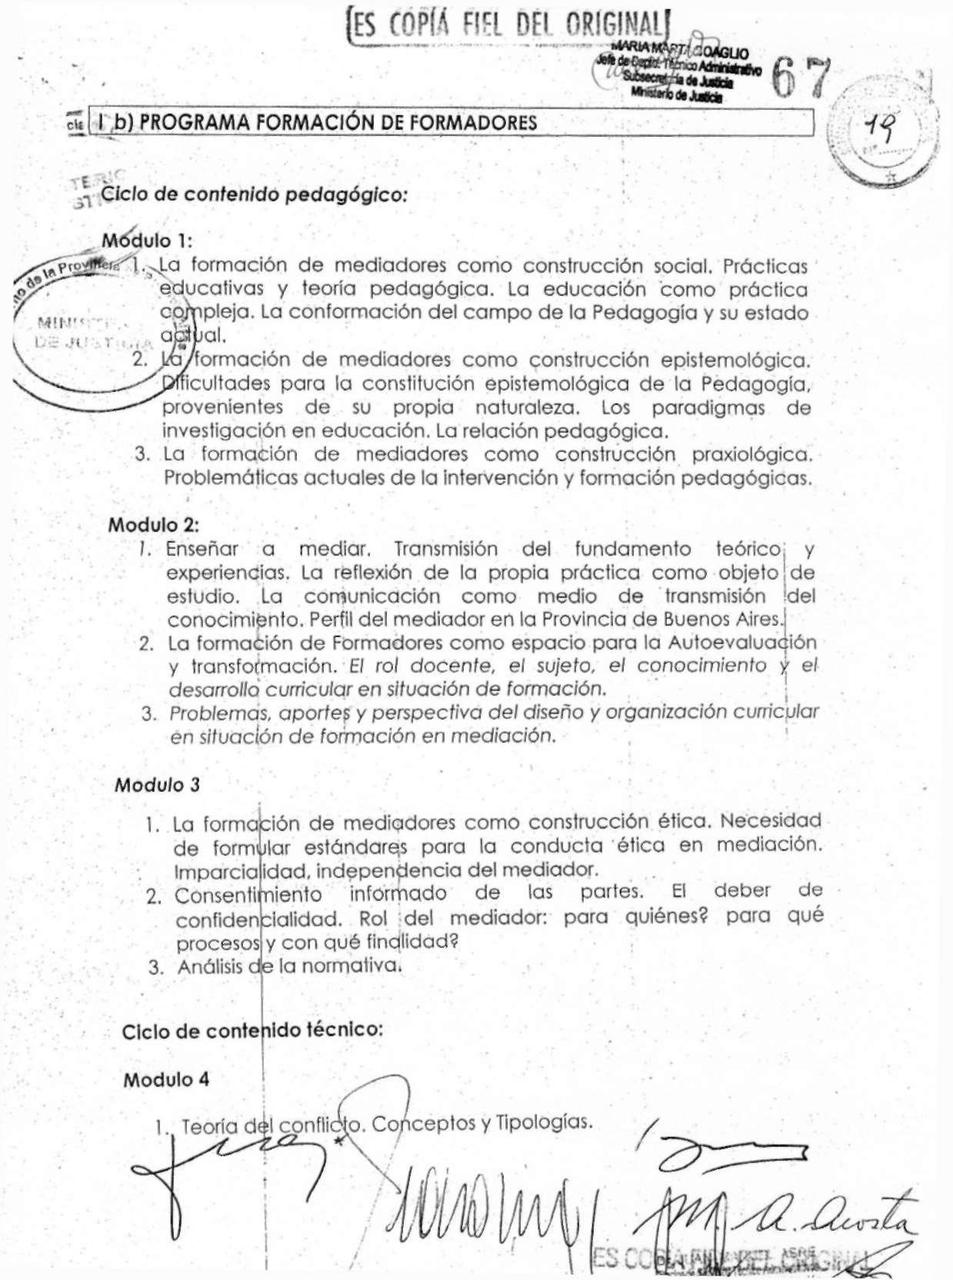 ES COPIA FIEL DEL ORIGINAL
MARIA MARTA COAGLIO
Jefe de Depto. Técnico Administrativo
Subsecretaría de Justicia
Ministerio de Justicia
67
19
I b) PROGRAMA FORMACIÓN DE FORMADORES
Ciclo de contenido pedagógico:
Módulo 1:
1. La formación de mediadores como construcción social. Prácticas
educativas y teoría pedagógica. La educación como práctica
compleja. La conformación del campo de la Pedagogía y su estado
actual.
de la Provincia
MINISTERIO
DE JUSTICIA
2. La formación de mediadores como construcción epistemológica.
Dificultades para la constitución epistemológica de la Pedagogía,
provenientes de su propia naturaleza. Los paradigmas de
investigación en educación. La relación pedagógica.
3. La formación de mediadores como construcción praxiológica.
Problemáticas actuales de la intervención y formación pedagógicas.
Modulo 2:
1. Enseñar a mediar. Transmisión del fundamento teórico y
experiencias. La reflexión de la propia práctica como objeto de
estudio. La comunicación como medio de transmisión del
conocimiento. Perfil del mediador en la Provincia de Buenos Aires.
2. La formación de Formadores como espacio para la Autoevaluación
y transformación. El rol docente, el sujeto, el conocimiento y el
desarrollo curricular en situación de formación.
3. Problemas, aportes y perspectiva del diseño y organización curricular
en situación de formación en mediación.
Modulo 3
1. La formación de mediadores como construcción ética. Necesidad
de formular estándares para la conducta ética en mediación.
Imparcialidad, independencia del mediador.
2. Consentimiento informado de las partes. El deber de
confidencialidad. Rol del mediador: para quiénes? para qué
procesos y con qué finalidad?
3. Análisis de la normativa.
Ciclo de contenido técnico:
Modulo 4
1. Teoría del conflicto. Conceptos y Tipologías.
A. Acosta
ES COPIA FIEL DEL ORIGINAL